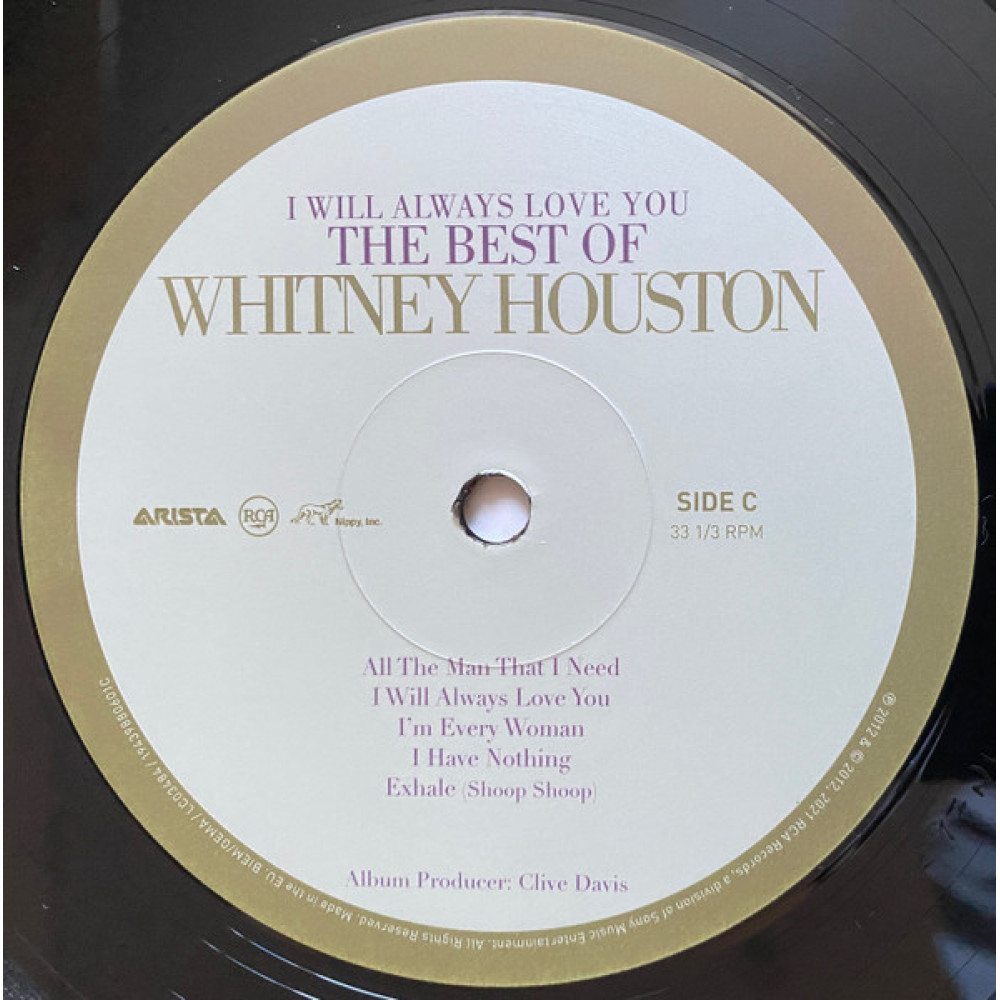 I WILL ALWAYS LOVE YOU
THE BEST OF
WHITNEY HOUSTON
ARISTA
RCA
Nippy, Inc.
SIDE C
33 1/3 RPM
All The Man That I Need
I Will Always Love You
I'm Every Woman
I Have Nothing
Exhale (Shoop Shoop)
Album Producer: Clive Davis
℗ 2012 & © 2012, 2021 RCA Records, a division of Sony Music Entertainment. All Rights Reserved. Made in the EU. BIEM/GEMA / LC03484 / 19439880601C